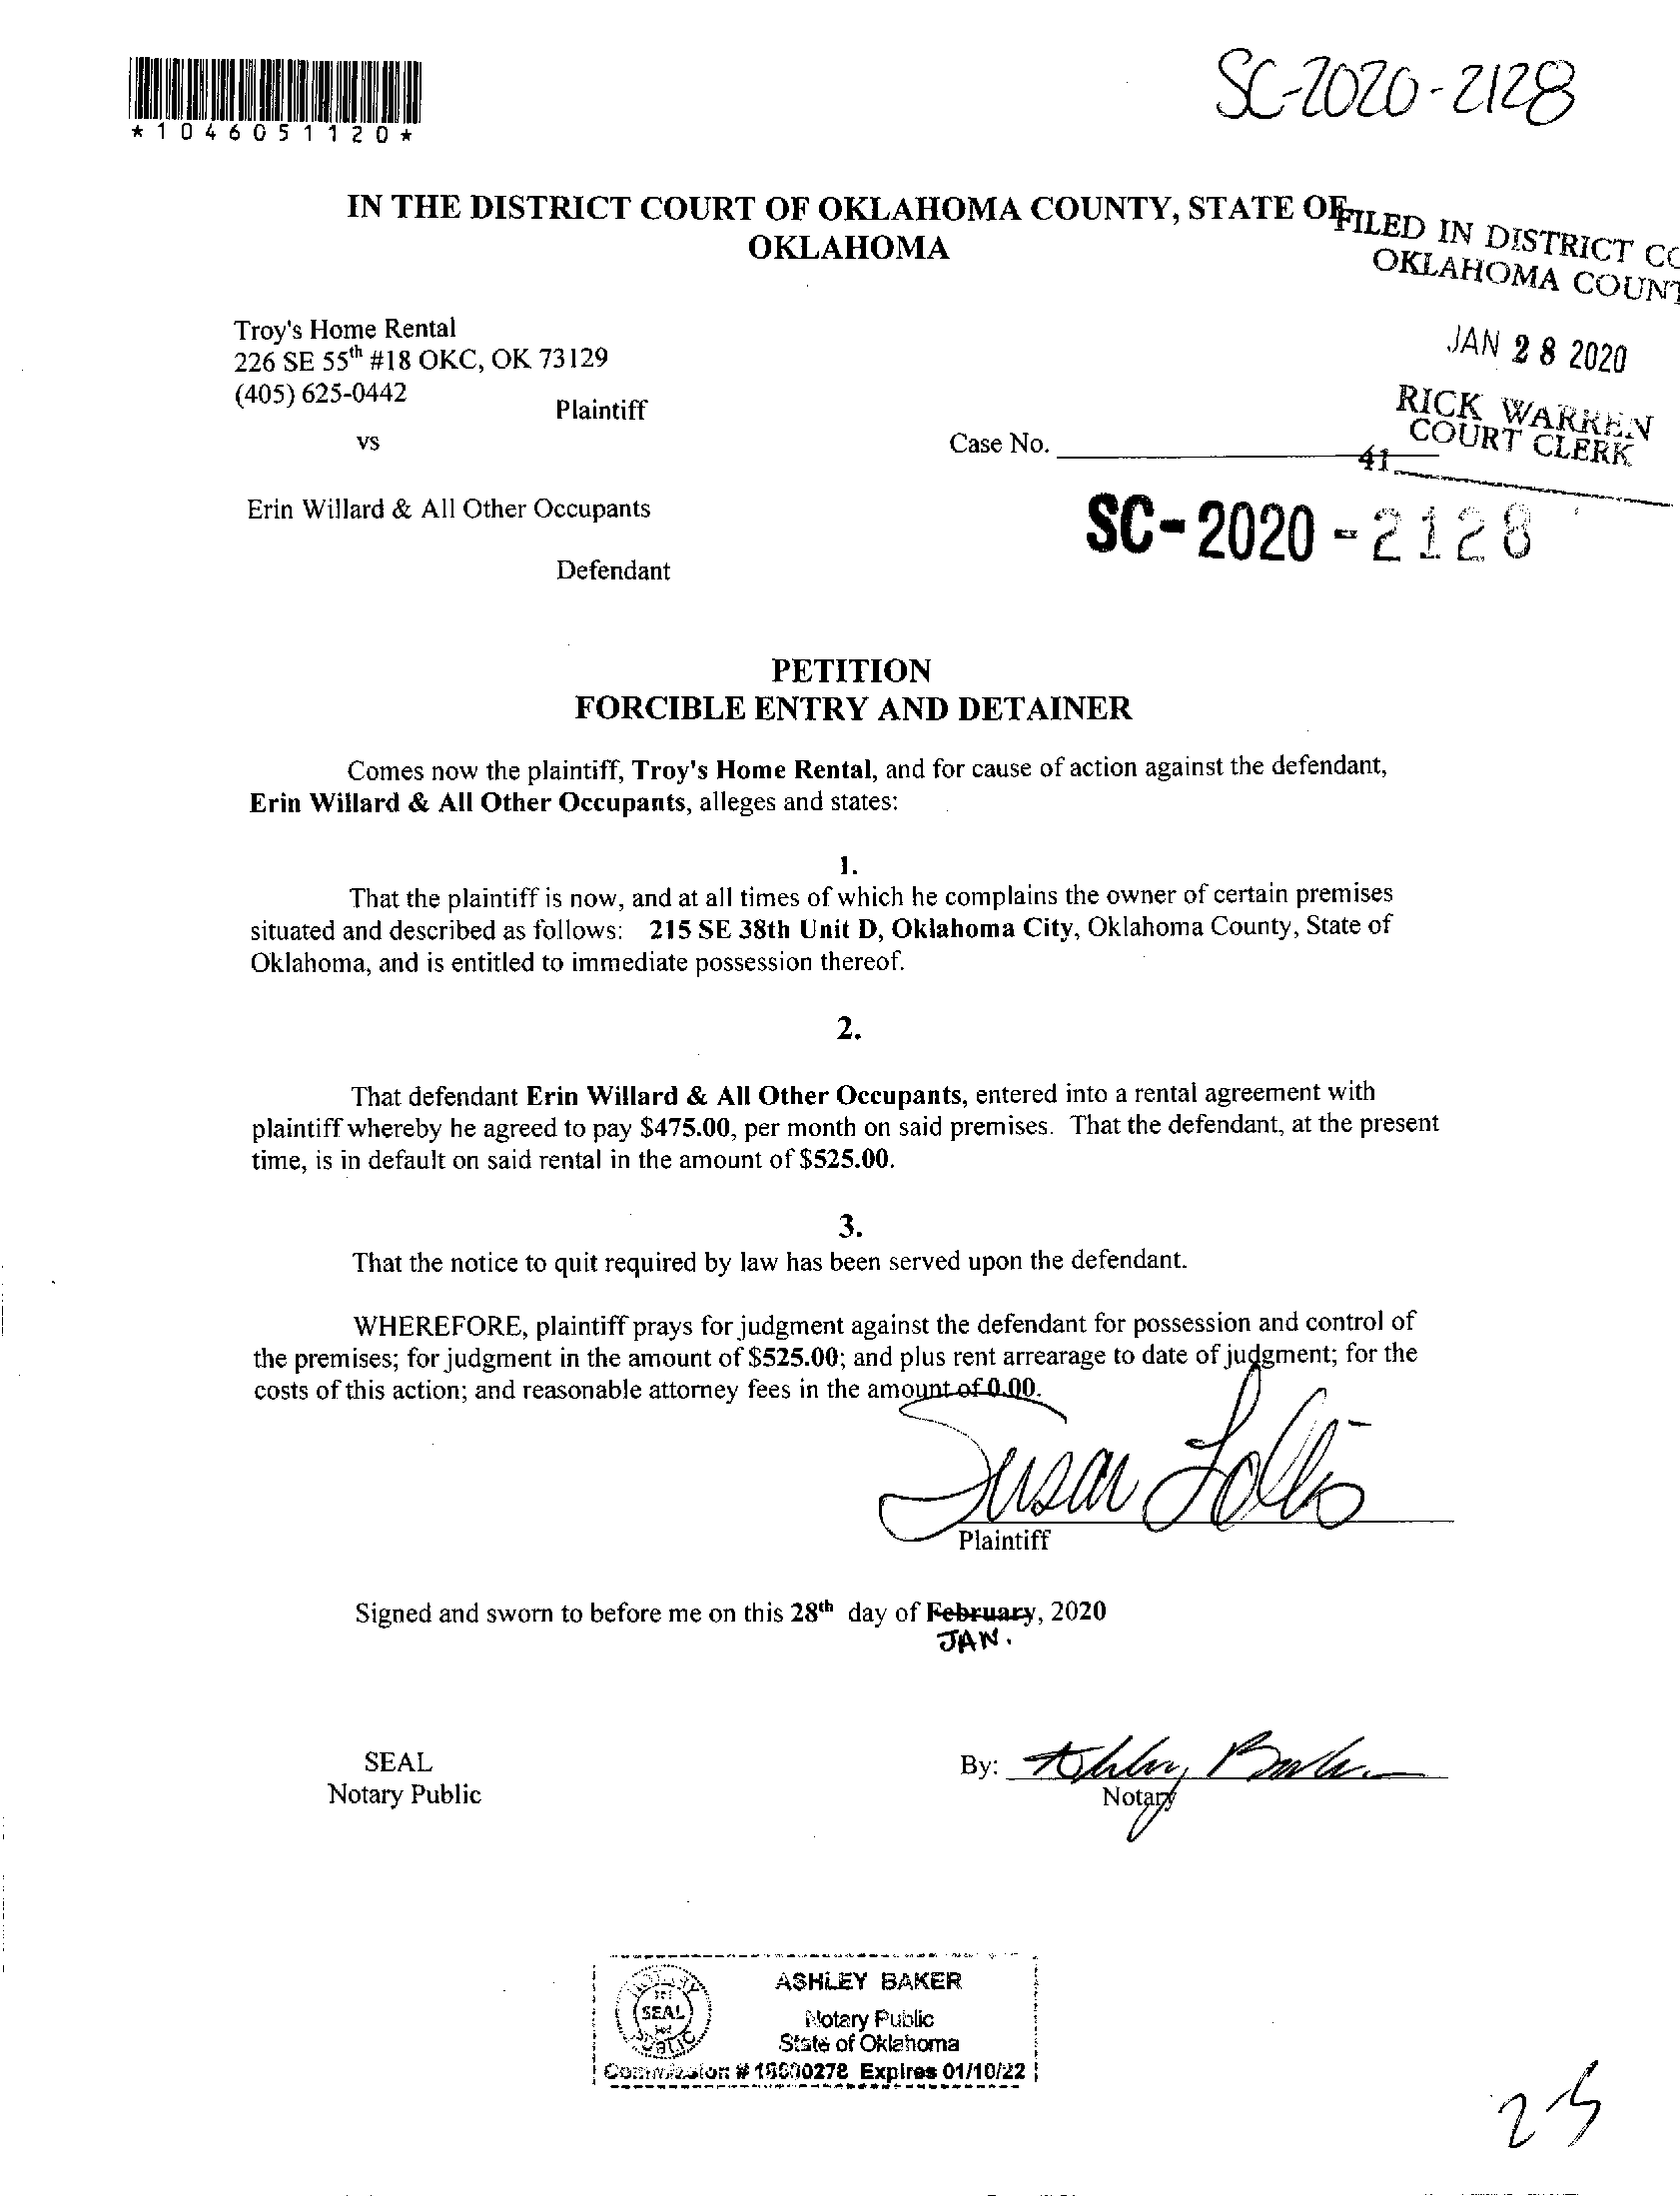 SC-2020-2128
*1046051120*
IN THE DISTRICT COURT OF OKLAHOMA COUNTY, STATE OF
OKLAHOMA
FILED IN DISTRICT CO
OKLAHOMA COUNT
JAN 28 2020
RICK WARREN
COURT CLERK
41
Troy's Home Rental
226 SE 55th #18 OKC, OK 73129
(405) 625-0442
Plaintiff
vs
Case No.
Erin Willard & All Other Occupants
SC-2020-2128
Defendant
PETITION
FORCIBLE ENTRY AND DETAINER
Comes now the plaintiff, Troy's Home Rental, and for cause of action against the defendant,
Erin Willard & All Other Occupants, alleges and states:
1.
That the plaintiff is now, and at all times of which he complains the owner of certain premises
situated and described as follows: 215 SE 38th Unit D, Oklahoma City, Oklahoma County, State of
Oklahoma, and is entitled to immediate possession thereof.
2.
That defendant Erin Willard & All Other Occupants, entered into a rental agreement with
plaintiff whereby he agreed to pay $475.00, per month on said premises. That the defendant, at the present
time, is in default on said rental in the amount of $525.00.
3.
That the notice to quit required by law has been served upon the defendant.
WHEREFORE, plaintiff prays for judgment against the defendant for possession and control of
the premises; for judgment in the amount of $525.00; and plus rent arrearage to date of judgment; for the
costs of this action; and reasonable attorney fees in the amount of 0.00.
Susan
Plaintiff
Signed and sworn to before me on this 28th day of February, 2020
JAN.
SEAL
Notary Public
By: Ashley Baker
Notary
ASHLEY BAKER
SEAL
Notary Public
State of Oklahoma
Commission # Expires 01/10/22